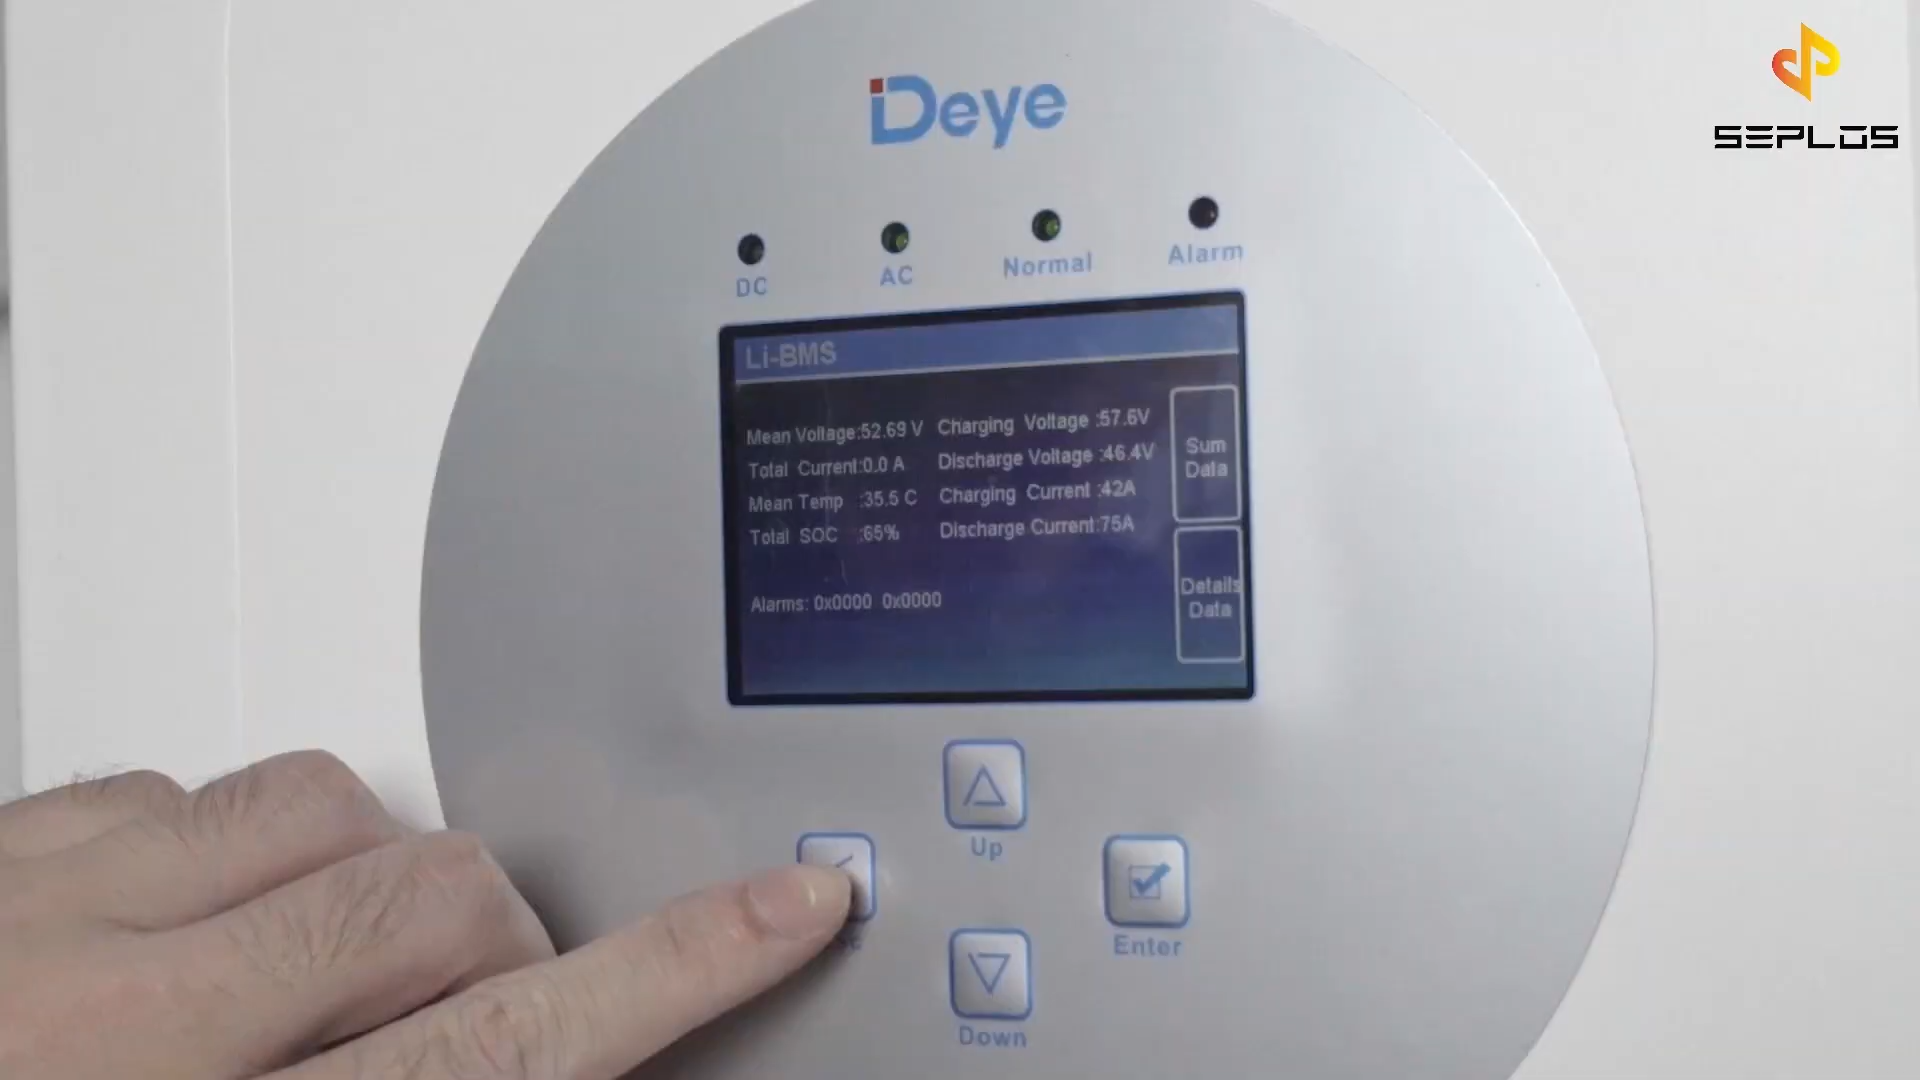 Deye
SEPLOS
DC
AC
Normal
Alarm
Li-BMS
Mean Voltage:52.69 V Charging Voltage :57.6V
Total Current:0.0 A Discharge Voltage :46.4V
Mean Temp :35.5 C Charging Current :42A
Total SOC :65% Discharge Current:75A
Alarms: 0x0000 0x0000
Sum
Data
Details
Data
Up
Enter
Down